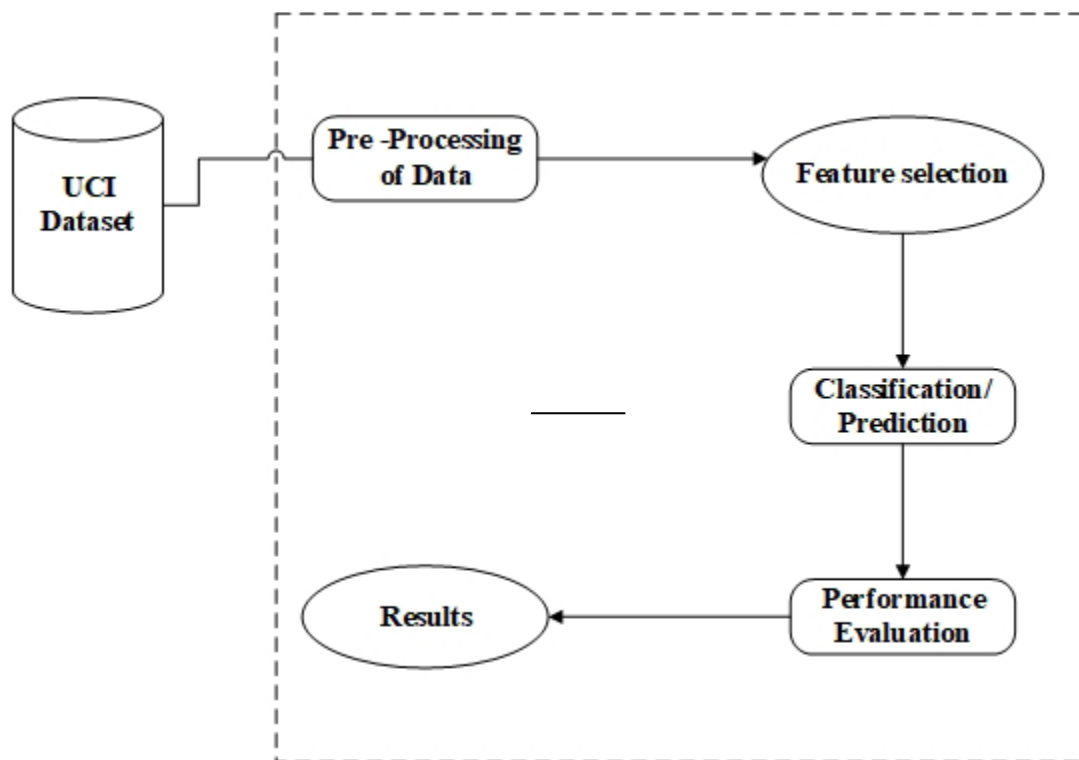 UCI
Dataset
Pre -Processing
of Data
Feature selection
Classification/
Prediction
Performance
Evaluation
Results